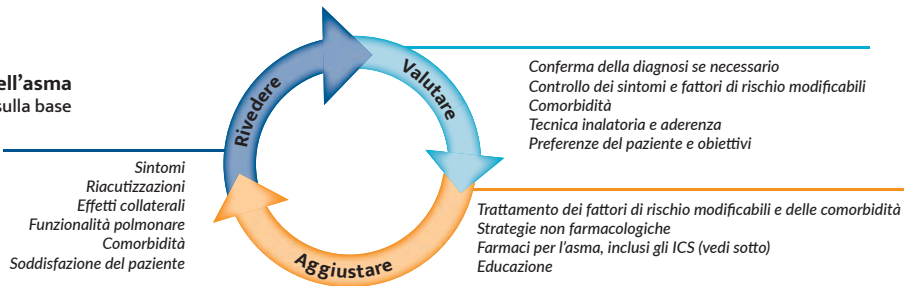 ell'asma
sulla base
Rivedere
Valutare
Aggiustare
Conferma della diagnosi se necessario
Controllo dei sintomi e fattori di rischio modificabili
Comorbidità
Tecnica inalatoria e aderenza
Preferenze del paziente e obiettivi
Sintomi
Riacutizzazioni
Effetti collaterali
Funzionalità polmonare
Comorbidità
Soddisfazione del paziente
Trattamento dei fattori di rischio modificabili e delle comorbidità
Strategie non farmacologiche
Farmaci per l'asma, inclusi gli ICS (vedi sotto)
Educazione